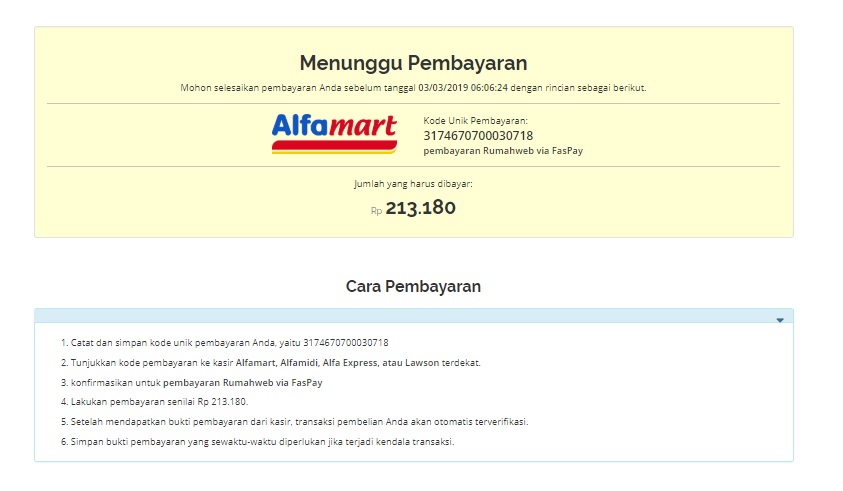 Menunggu Pembayaran
Mohon selesaikan pembayaran Anda sebelum tanggal 03/03/2019 06:06:24 dengan rincian sebagai berikut.
Alfamart
Kode Unik Pembayaran:
3174670700030718
pembayaran Rumahweb via FasPay
Jumlah yang harus dibayar:
Rp 213.180
Cara Pembayaran
1. Catat dan simpan kode unik pembayaran Anda, yaitu 3174670700030718
2. Tunjukkan kode pembayaran ke kasir Alfamart, Alfamidi, Alfa Express, atau Lawson terdekat.
3. konfirmasikan untuk pembayaran Rumahweb via FasPay
4. Lakukan pembayaran senilai Rp 213.180.
5. Setelah mendapatkan bukti pembayaran dari kasir, transaksi pembelian Anda akan otomatis terverifikasi.
6. Simpan bukti pembayaran yang sewaktu-waktu diperlukan jika terjadi kendala transaksi.